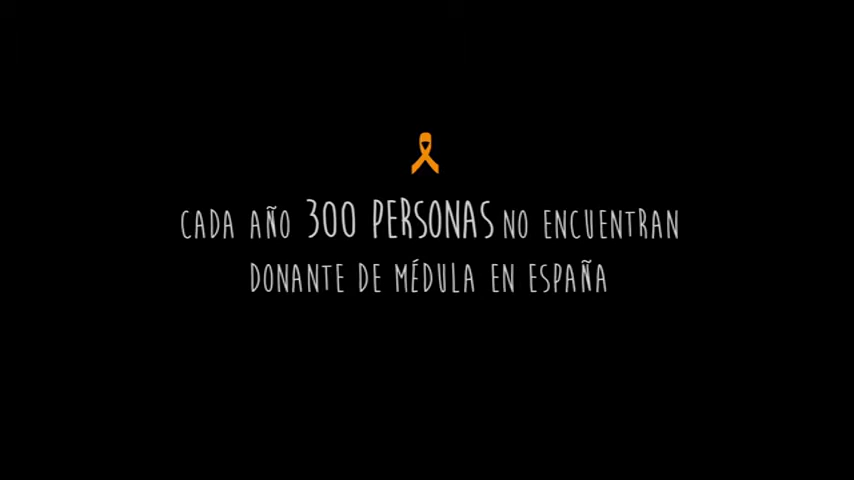 CADA AÑO 300 PERSONAS NO ENCUENTRAN
DONANTE DE MÉDULA EN ESPAÑA